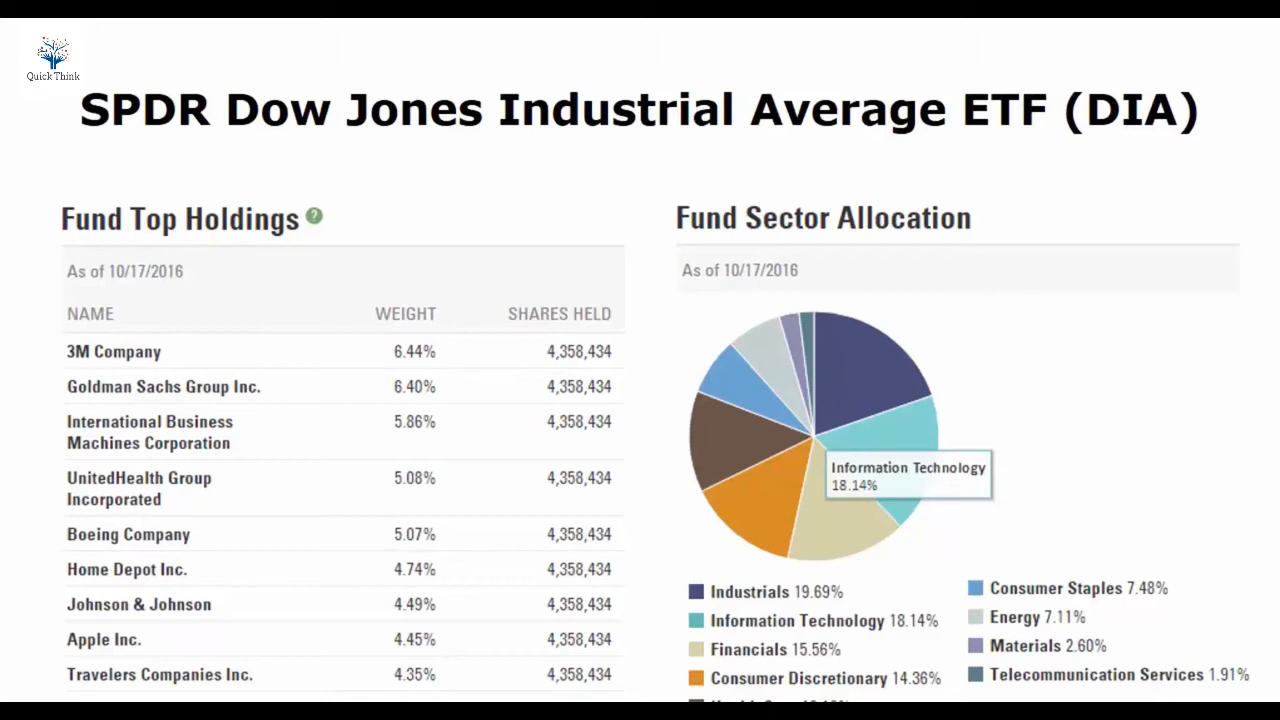 Quick Think
SPDR Dow Jones Industrial Average ETF (DIA)
Fund Top Holdings ?
As of 10/17/2016
NAME WEIGHT SHARES HELD
3M Company 6.44% 4,358,434
Goldman Sachs Group Inc. 6.40% 4,358,434
International Business 5.86% 4,358,434
Machines Corporation
UnitedHealth Group 5.08% 4,358,434
Incorporated
Boeing Company 5.07% 4,358,434
Home Depot Inc. 4.74% 4,358,434
Johnson & Johnson 4.49% 4,358,434
Apple Inc. 4.45% 4,358,434
Travelers Companies Inc. 4.35% 4,358,434
Fund Sector Allocation
As of 10/17/2016
Information Technology
18.14%
Industrials 19.69%
Information Technology 18.14%
Financials 15.56%
Consumer Discretionary 14.36%
Consumer Staples 7.48%
Energy 7.11%
Materials 2.60%
Telecommunication Services 1.91%